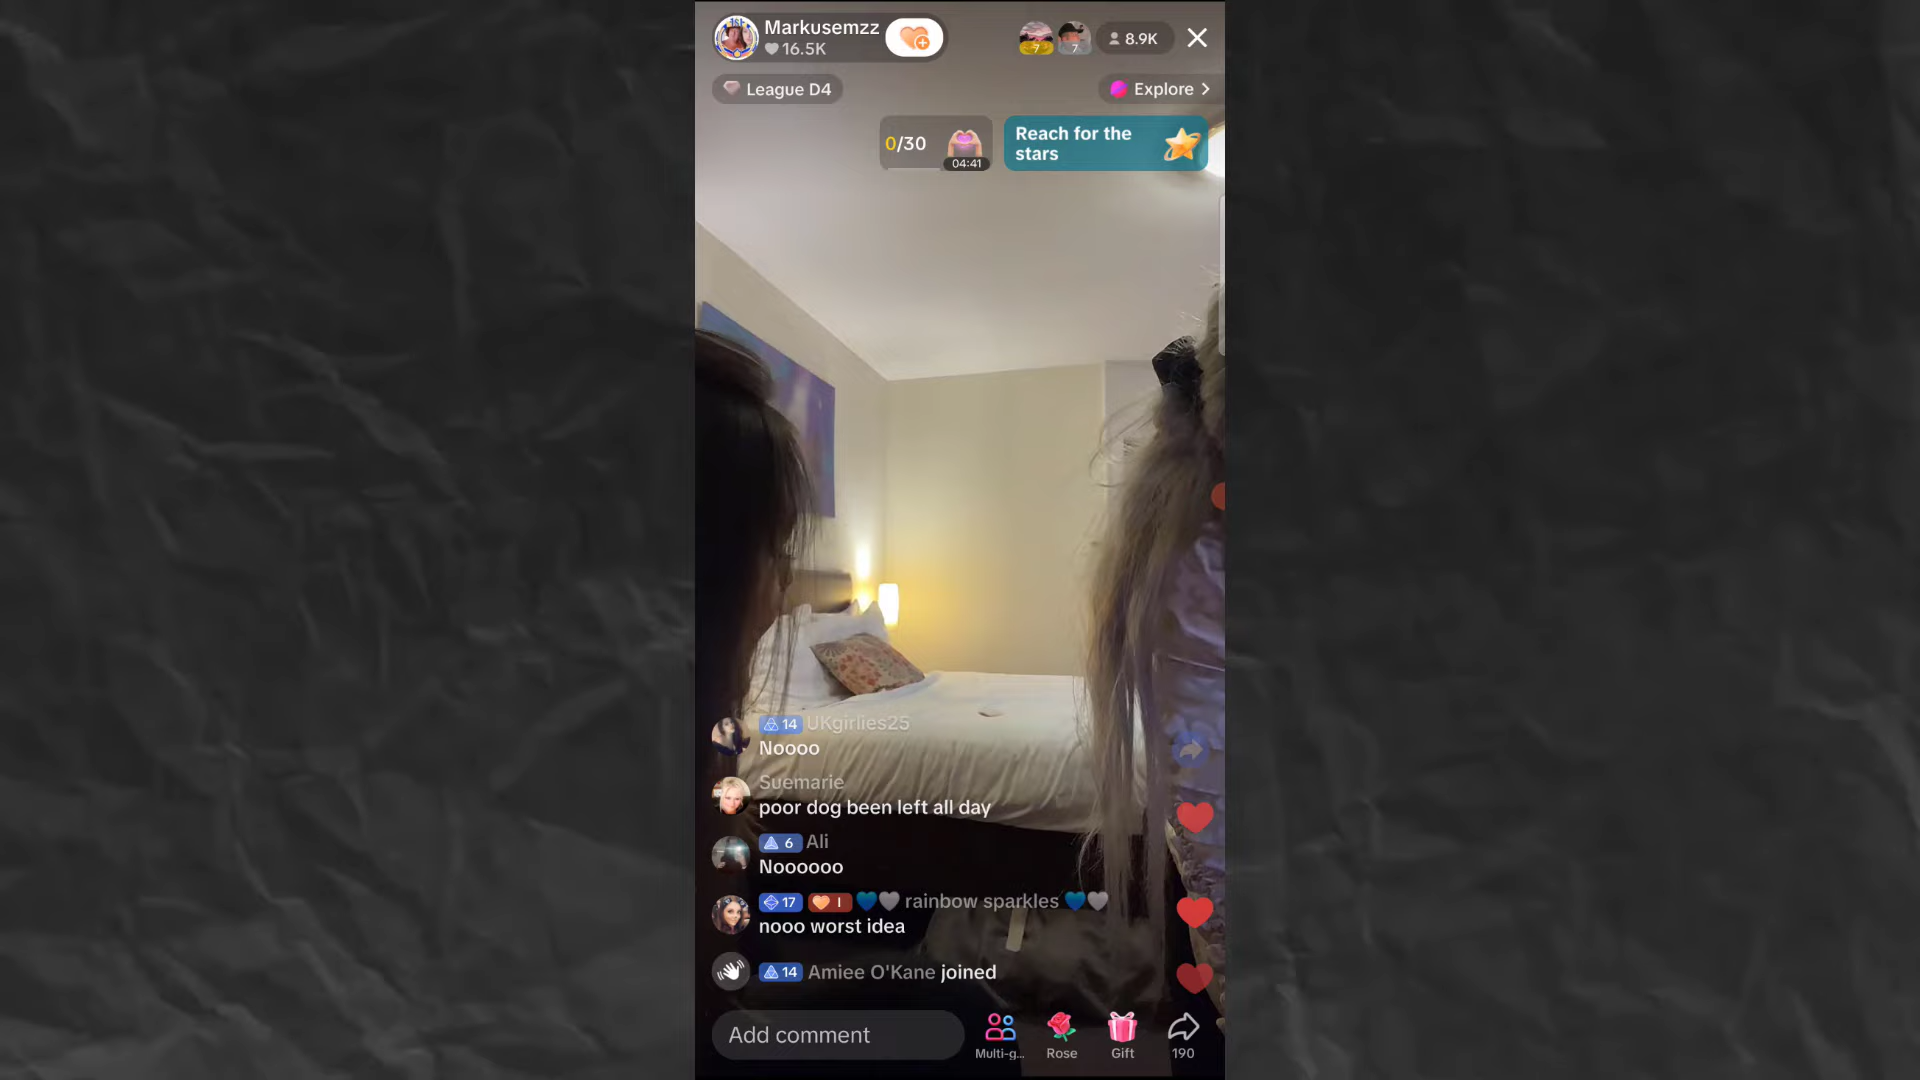 Markusemzz
16.5K
7
7
8.9K
League D4
Explore
0/30
04:41
Reach for the
stars
14 UKgirlies25
Noooo
Suemarie
poor dog been left all day
6 Ali
Noooooo
17 I 💙🤍 rainbow sparkles 💙🤍
nooo worst idea
14 Amiee O'Kane joined
Add comment
Multi-g...
Rose
Gift
190